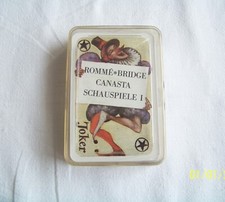 ROMMÉ*BRIDGE
CANASTA
SCHAUSPIELE I
Joker